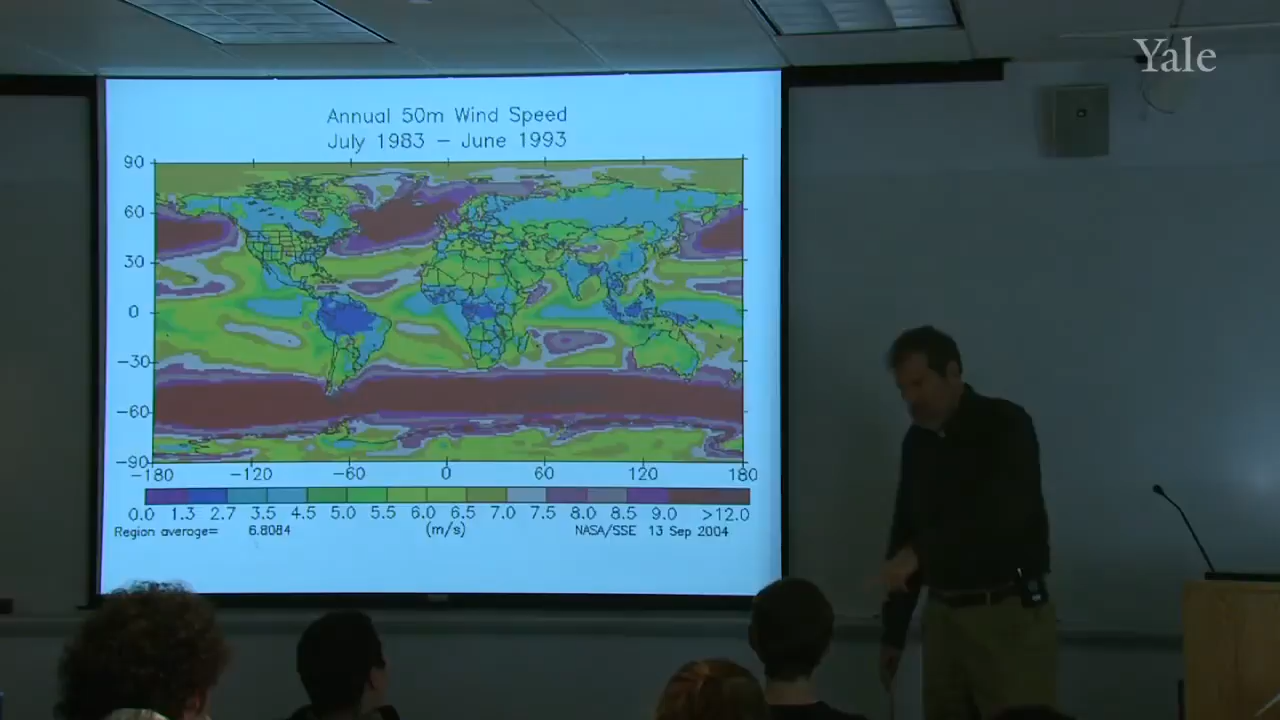 Yale
Annual 50m Wind Speed
July 1983 – June 1993
90
60
30
0
−30
−60
−90
−180 −120 −60 0 60 120 180
0.0 1.3 2.7 3.5 4.5 5.0 5.5 6.0 6.5 7.0 7.5 8.0 8.5 9.0 >12.0
Region average= 6.8084 (m/s) NASA/SSE 13 Sep 2004